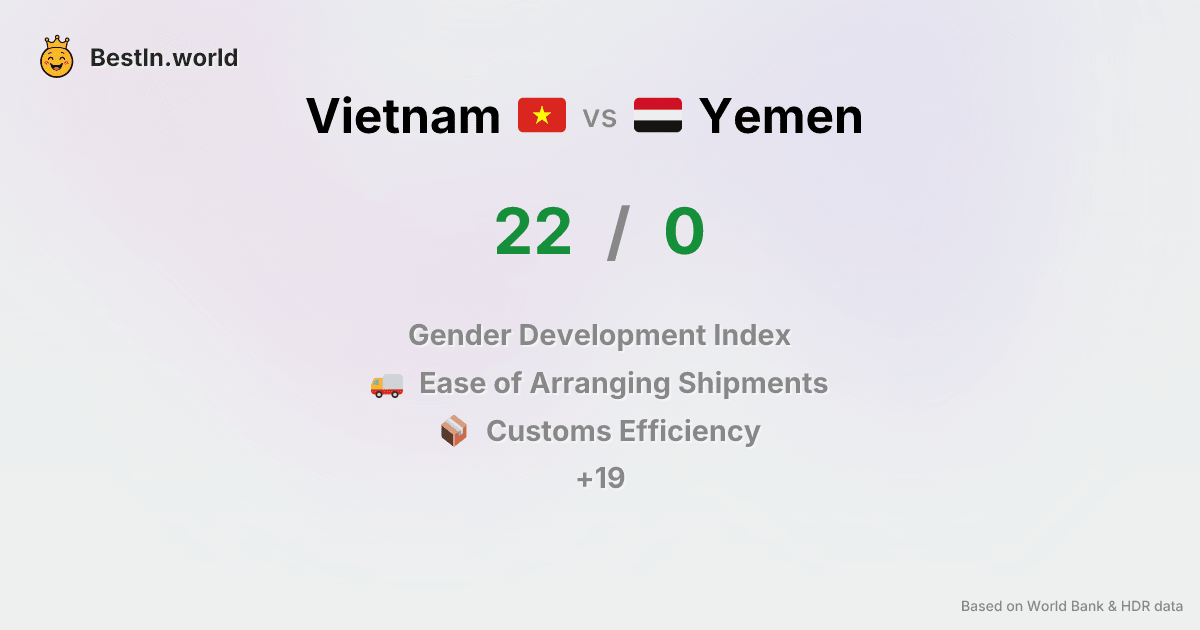 BestIn.world
Vietnam vs Yemen
22 / 0
Gender Development Index
Ease of Arranging Shipments
Customs Efficiency
+19
Based on World Bank & HDR data